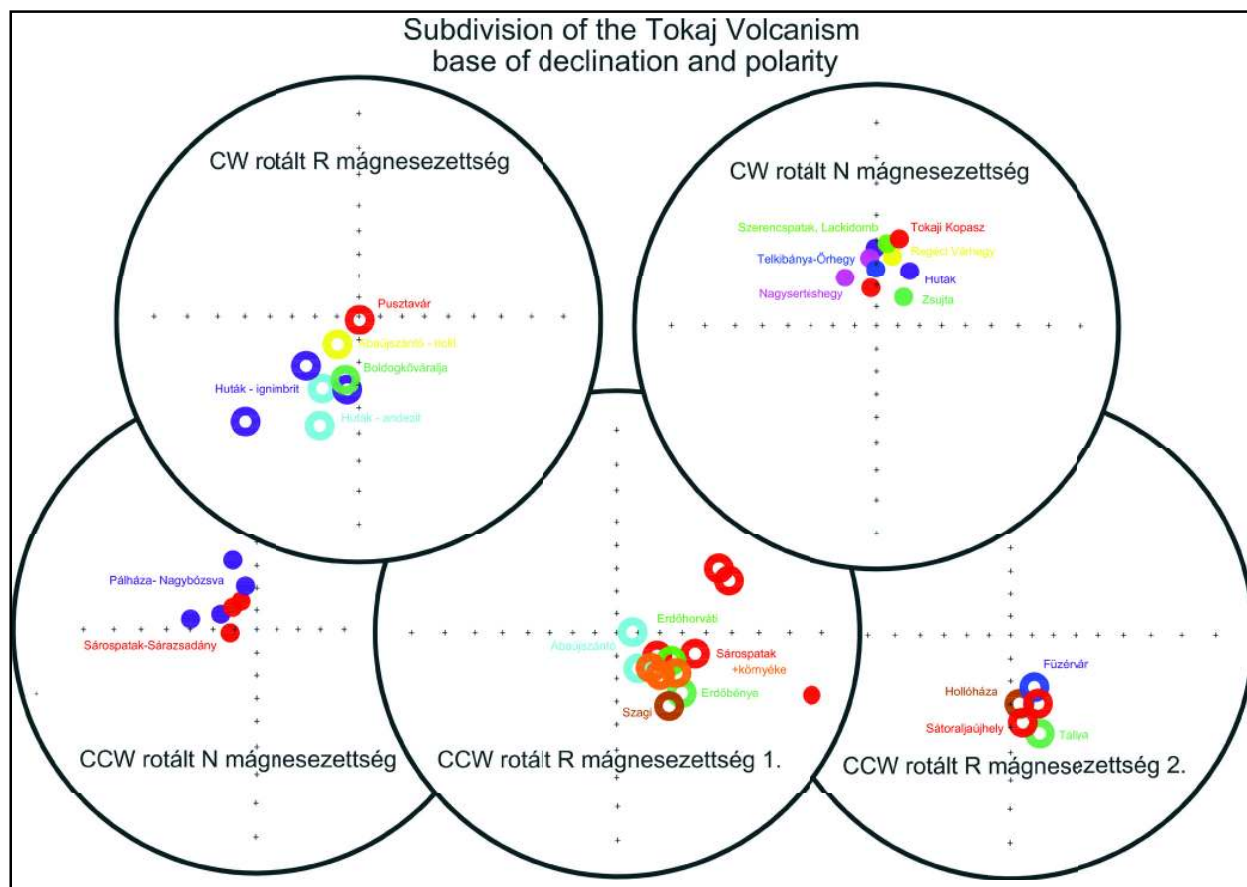 Subdivision of the Tokaj Volcanism
base of declination and polarity
CW rotált R mágnesezettség
Pusztavár
Abaújszántó - riolit
Boldogkőváralja
Huták - ignimbrit
Huták - andezit
CW rotált N mágnesezettség
Szerencspatak, Lackidomb
Tokaji Kopasz
Regéci Várhegy
Telkibánya-Őrhegy
Huták
Nagysertéshegy
Zsujta
Pálháza- Nagybózsva
Sárospatak-Sárazsadány
CCW rotált N mágnesezettség
Erdőhorváti
Abaújszántó
Sárospatak
+környéke
Erdőbénye
Szagi
CCW rotált R mágnesezettség 1.
Füzérvár
Hollóháza
Sátoraljaújhely
Tállya
CCW rotált R mágnesezettség 2.